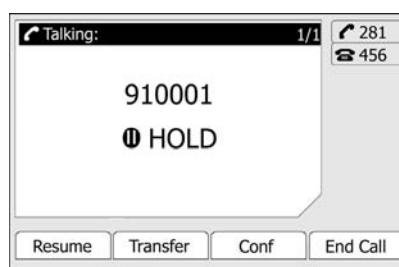 Talking: 1/1
281
456
910001
HOLD
Resume Transfer Conf End Call